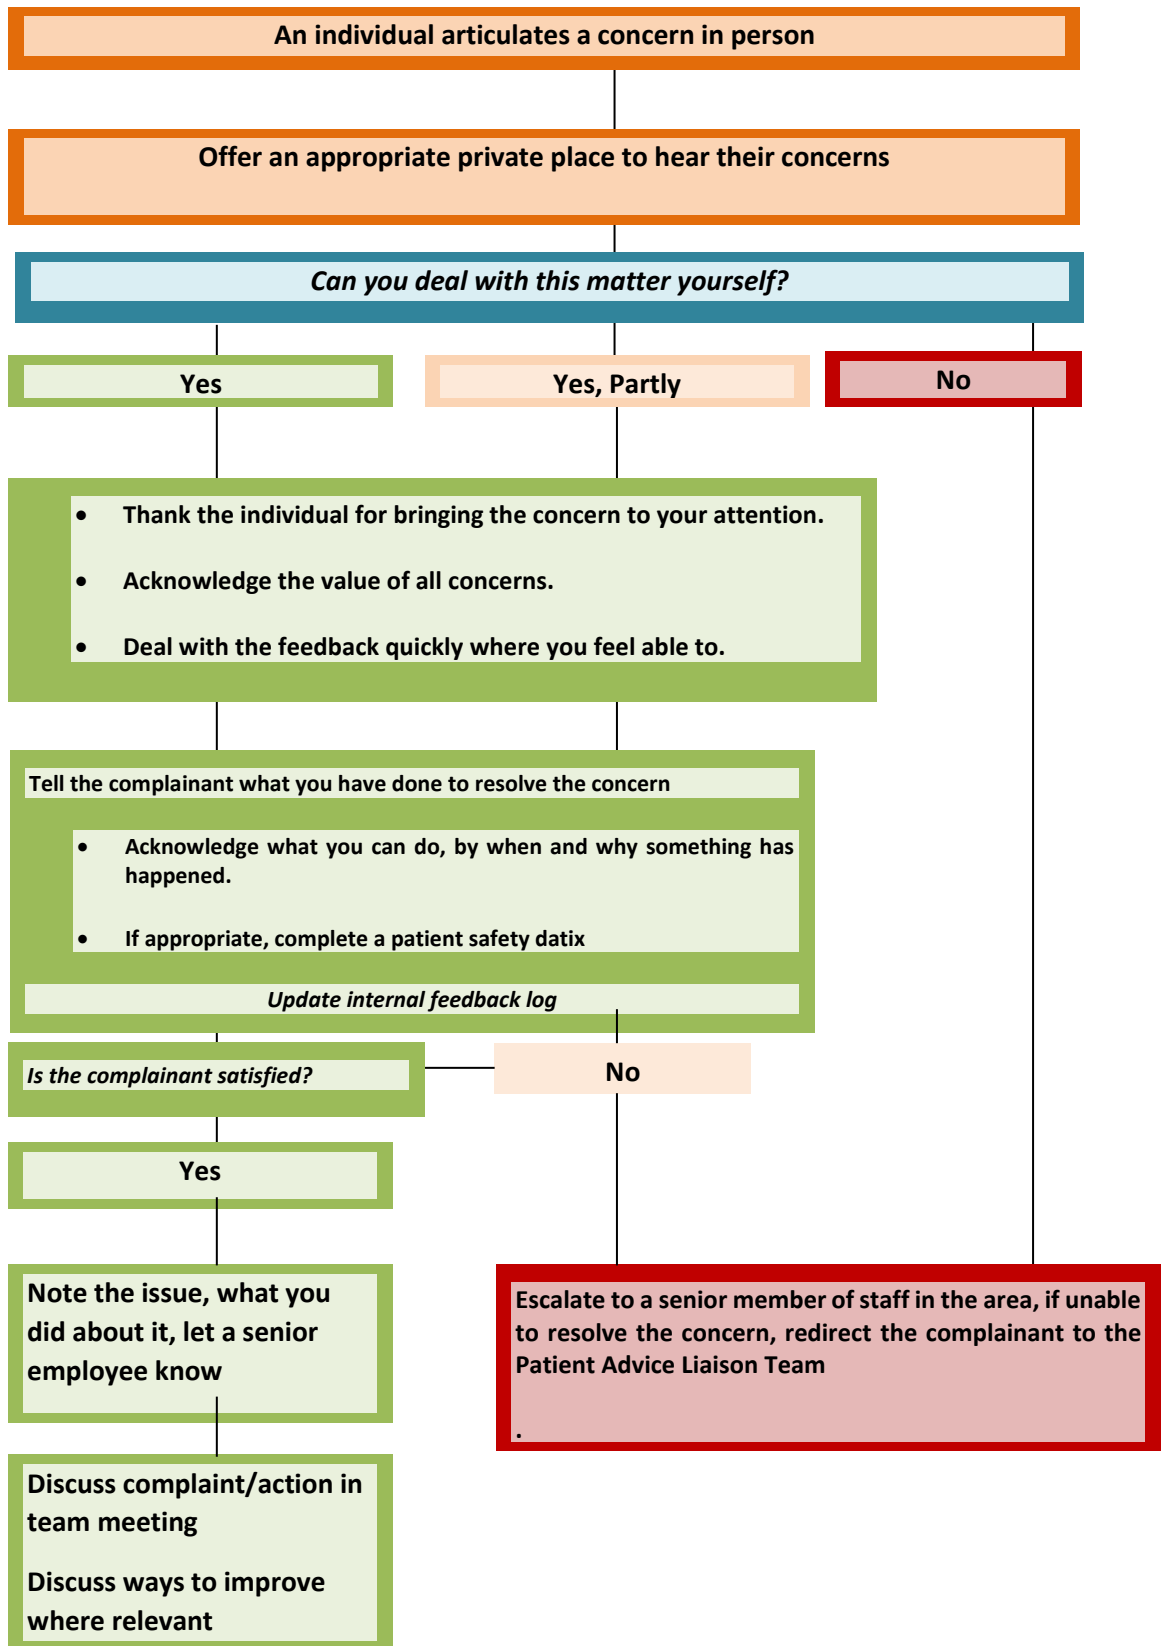 An individual articulates a concern in person
Offer an appropriate private place to hear their concerns
Can you deal with this matter yourself?
Yes
Yes, Partly
No
• Thank the individual for bringing the concern to your attention.
• Acknowledge the value of all concerns.
• Deal with the feedback quickly where you feel able to.
Tell the complainant what you have done to resolve the concern
• Acknowledge what you can do, by when and why something has
happened.
• If appropriate, complete a patient safety datix
Update internal feedback log
Is the complainant satisfied?
No
Yes
Note the issue, what you
did about it, let a senior
employee know
Escalate to a senior member of staff in the area, if unable
to resolve the concern, redirect the complainant to the
Patient Advice Liaison Team
.
Discuss complaint/action in
team meeting
Discuss ways to improve
where relevant